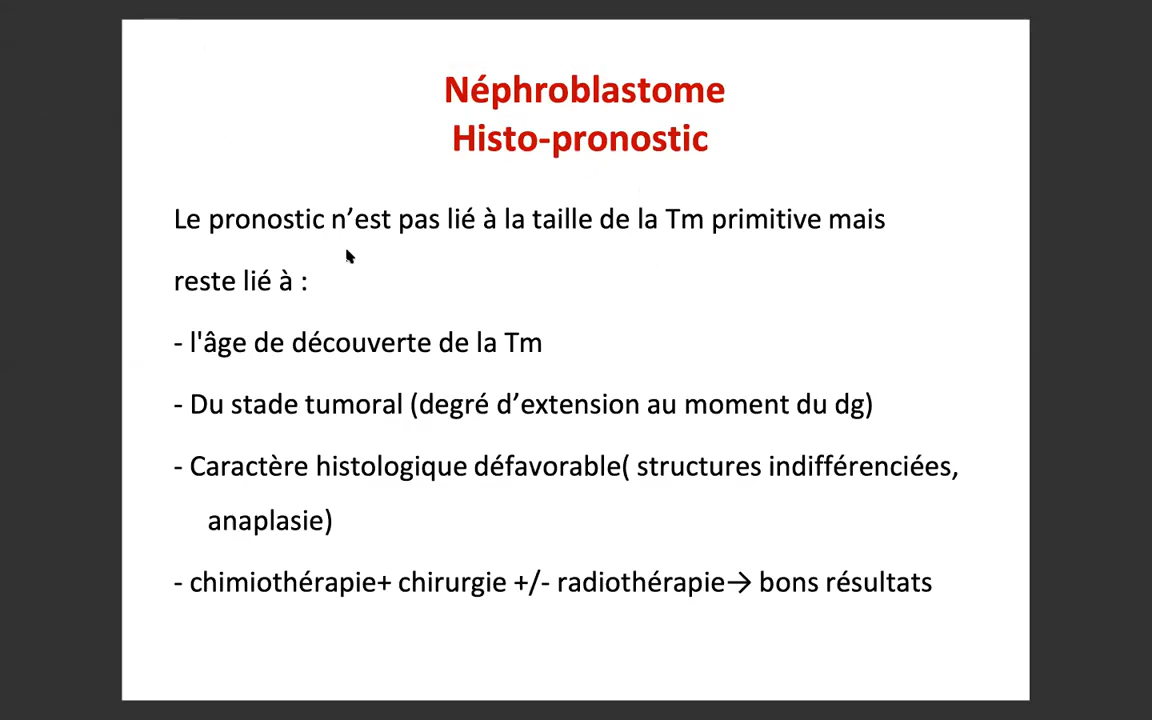 Néphroblastome
Histo-pronostic
Le pronostic n’est pas lié à la taille de la Tm primitive mais
reste lié à :
- l'âge de découverte de la Tm
- Du stade tumoral (degré d’extension au moment du dg)
- Caractère histologique défavorable( structures indifférenciées,
anaplasie)
- chimiothérapie+ chirurgie +/- radiothérapie→ bons résultats